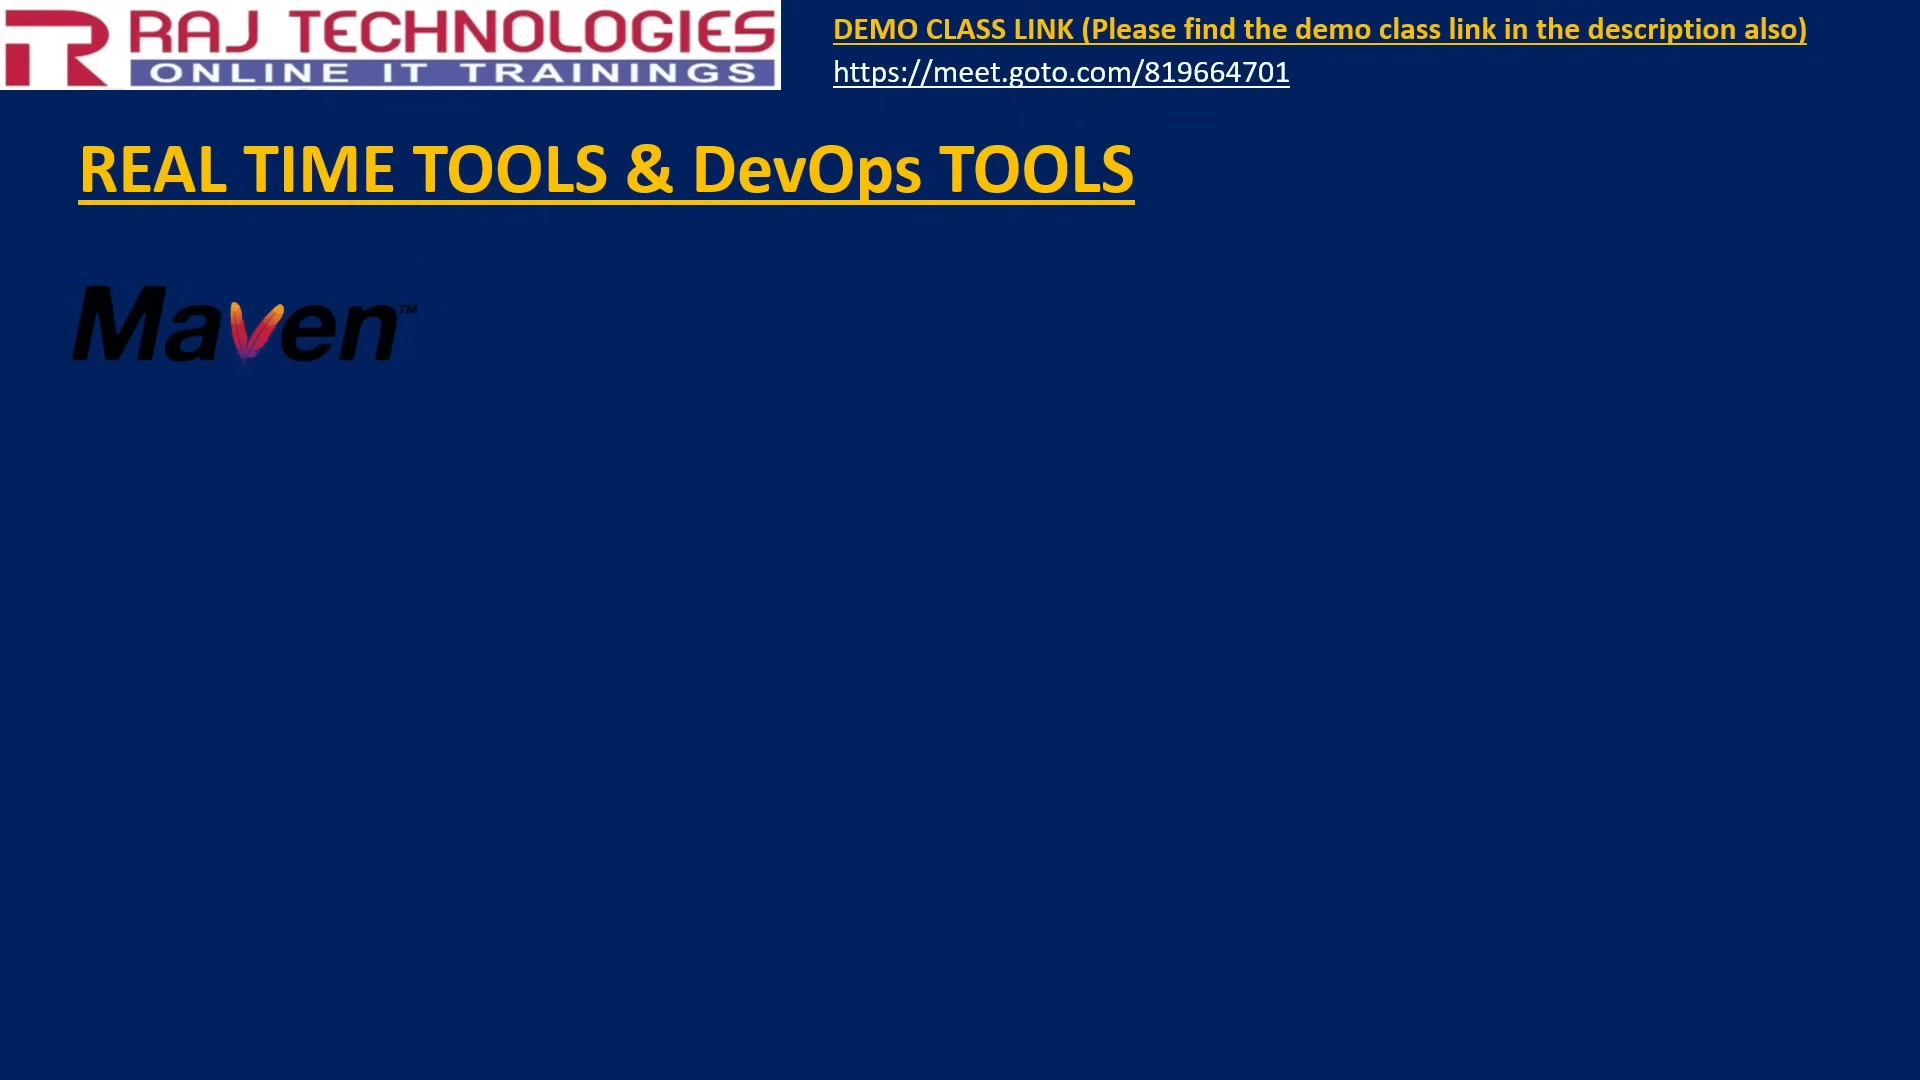 RAJ TECHNOLOGIES
ONLINE IT TRAININGS
DEMO CLASS LINK (Please find the demo class link in the description also)
https://meet.goto.com/819664701
REAL TIME TOOLS & DevOps TOOLS
Maven™